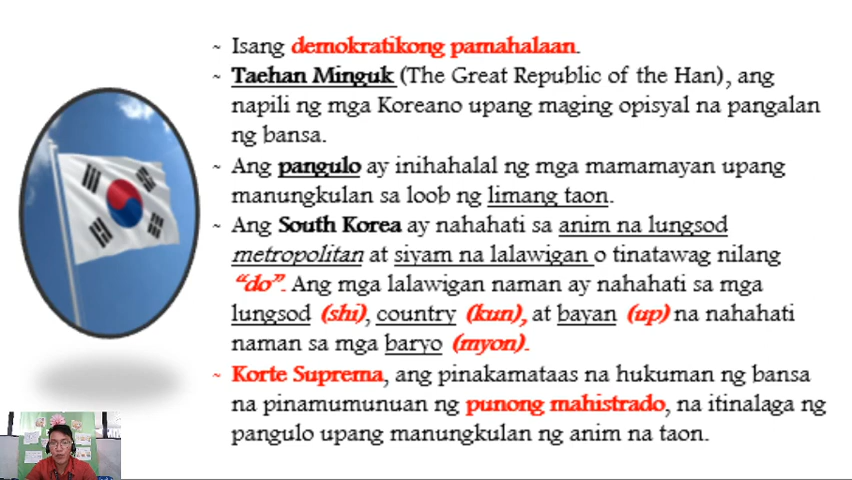 ~ Isang demokratikong pamahalaan.
~ Taehan Minguk (The Great Republic of the Han), ang
napili ng mga Koreano upang maging opisyal na pangalan
ng bansa.
~ Ang pangulo ay inihahalal ng mga mamamayan upang
manungkulan sa loob ng limang taon.
~ Ang South Korea ay nahahati sa anim na lungsod
metropolitan at siyam na lalawigan o tinatawag nilang
“do”. Ang mga lalawigan naman ay nahahati sa mga
lungsod (shi), country (kun), at bayan (up) na nahahati
naman sa mga baryo (myon).
~ Korte Suprema, ang pinakamataas na hukuman ng bansa
na pinamumunuan ng punong mahistrado, na itinalaga ng
pangulo upang manungkulan ng anim na taon.